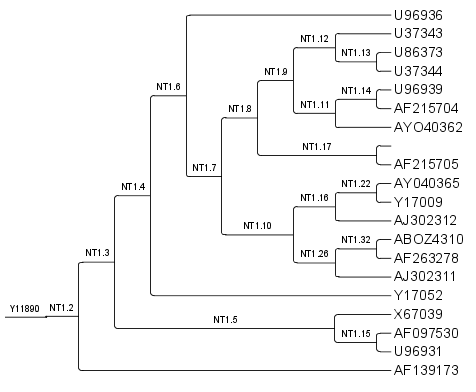 U96936
NT1.12
U37343
NT1.13
U86373
NT1.9
U37344
NT1.6
NT1.14
U96939
NT1.8
NT1.11
AF215704
AYO40362
NT1.17
NT1.7
AF215705
NT1.22
AY040365
NT1.4
NT1.16
Y17009
AJ302312
NT1.10
NT1.32
ABOZ4310
NT1.3
NT1.26
AF263278
AJ302311
Y17052
Y11890
NT1.2
X67039
NT1.5
AF097530
NT1.15
U96931
AF139173